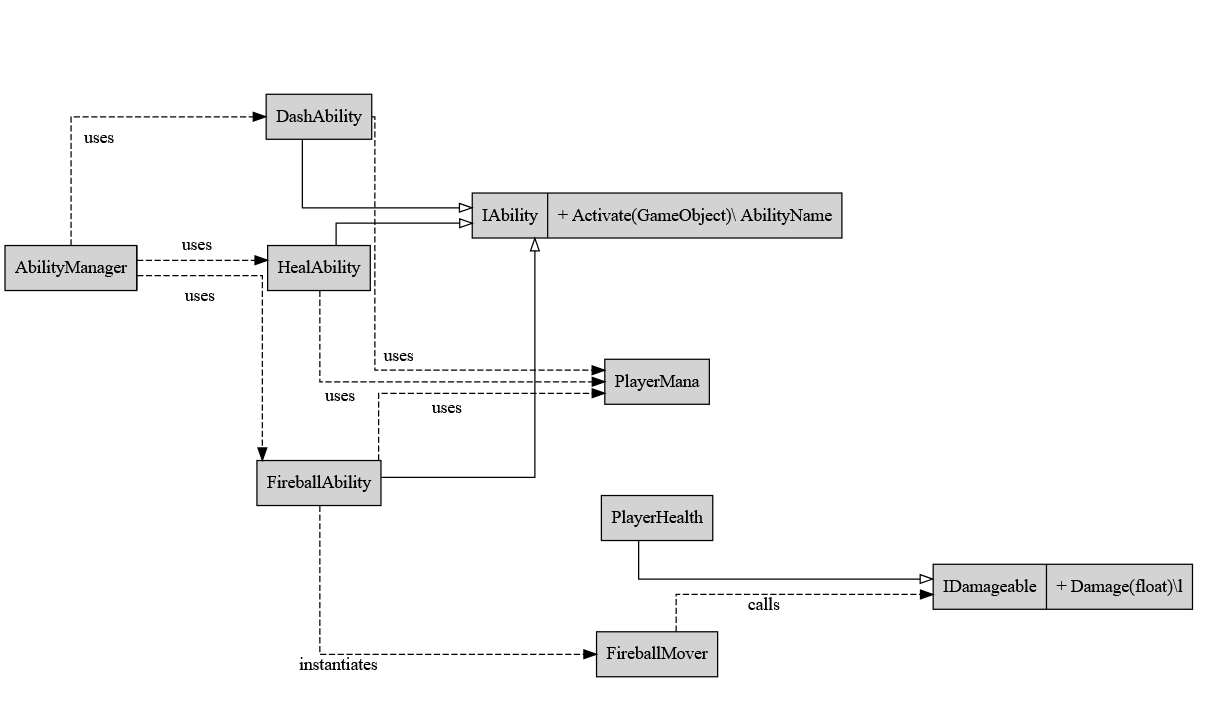 DashAbility
uses
IAbility
+ Activate(GameObject)\ AbilityName
uses
AbilityManager
HealAbility
uses
uses
PlayerMana
uses
uses
FireballAbility
PlayerHealth
IDamageable
+ Damage(float)\l
calls
FireballMover
instantiates